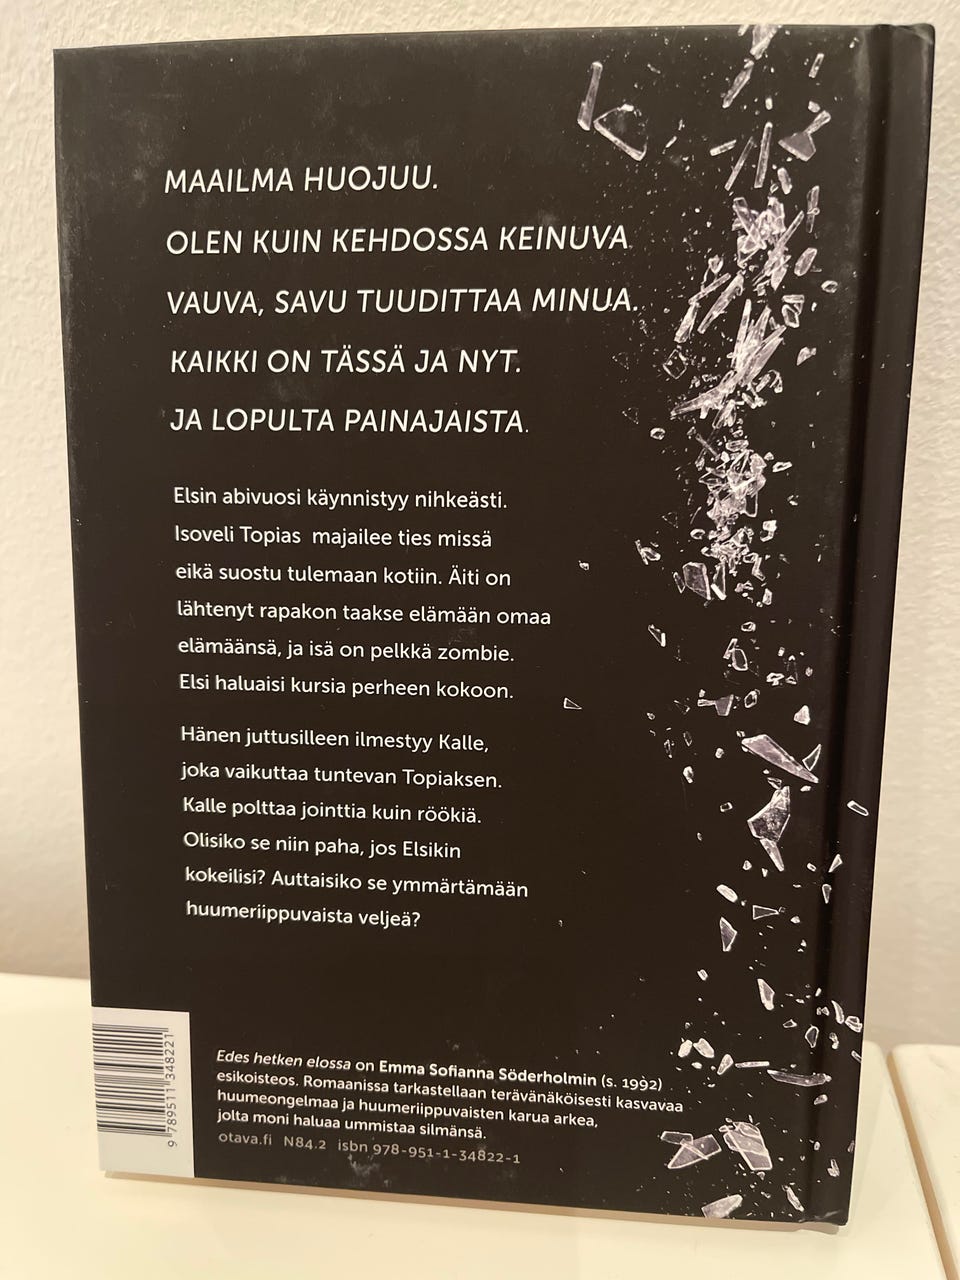 MAAILMA HUOJUU.
OLEN KUIN KEHDOSSA KEINUVA
VAUVA, SAVU TUUDITTAA MINUA.
KAIKKI ON TÄSSÄ JA NYT.
JA LOPULTA PAINAJAISTA.
Elsin abivuosi käynnistyy nihkeästi.
Isoveli Topias majailee ties missä
eikä suostu tulemaan kotiin. Äiti on
lähtenyt rapakon taakse elämään omaa
elämäänsä, ja isä on pelkkä zombie.
Elsi haluaisi kursia perheen kokoon.
Hänen juttusilleen ilmestyy Kalle,
joka vaikuttaa tuntevan Topiaksen.
Kalle polttaa jointtia kuin röökiä.
Olisiko se niin paha, jos Elsikin
kokeilisi? Auttaisiko se ymmärtämään
huumeriippuvaista veljeä?
Edes hetken elossa on Emma Sofianna Söderholmin (s. 1992)
esikoisteos. Romaanissa tarkastellaan terävänäköisesti kasvavaa
huumeongelmaa ja huumeriippuvaisten karua arkea,
jolta moni haluaa ummistaa silmänsä.
otava.fi N84.2 isbn 978-951-1-34822-1
9 789511 348221